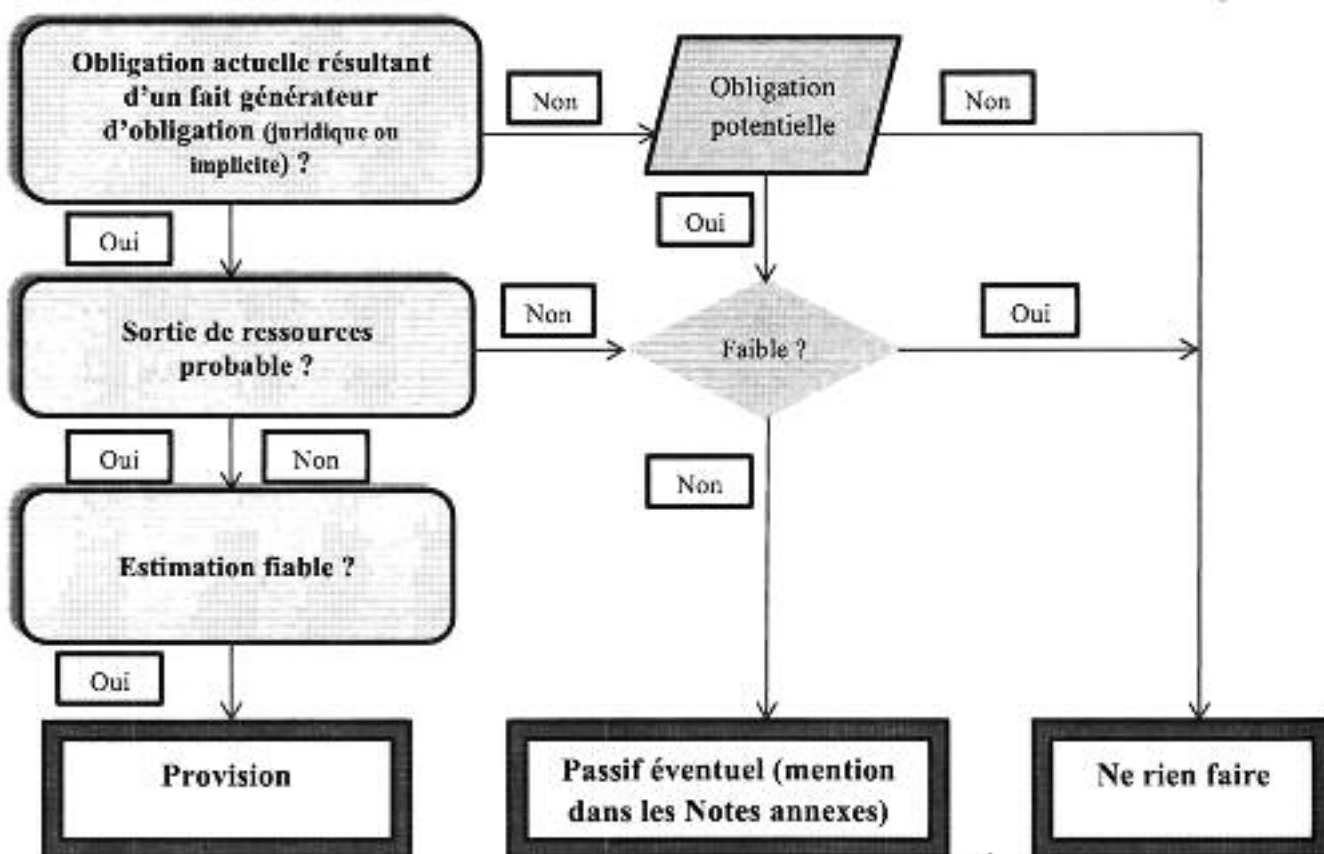 Obligation actuelle résultant
d'un fait générateur
d'obligation (juridique ou
implicite) ?
Non
Obligation
potentielle
Non
Oui
Oui
Sortie de ressources
probable ?
Non
Faible ?
Oui
Oui
Non
Non
Estimation fiable ?
Oui
Provision
Passif éventuel (mention
dans les Notes annexes)
Ne rien faire